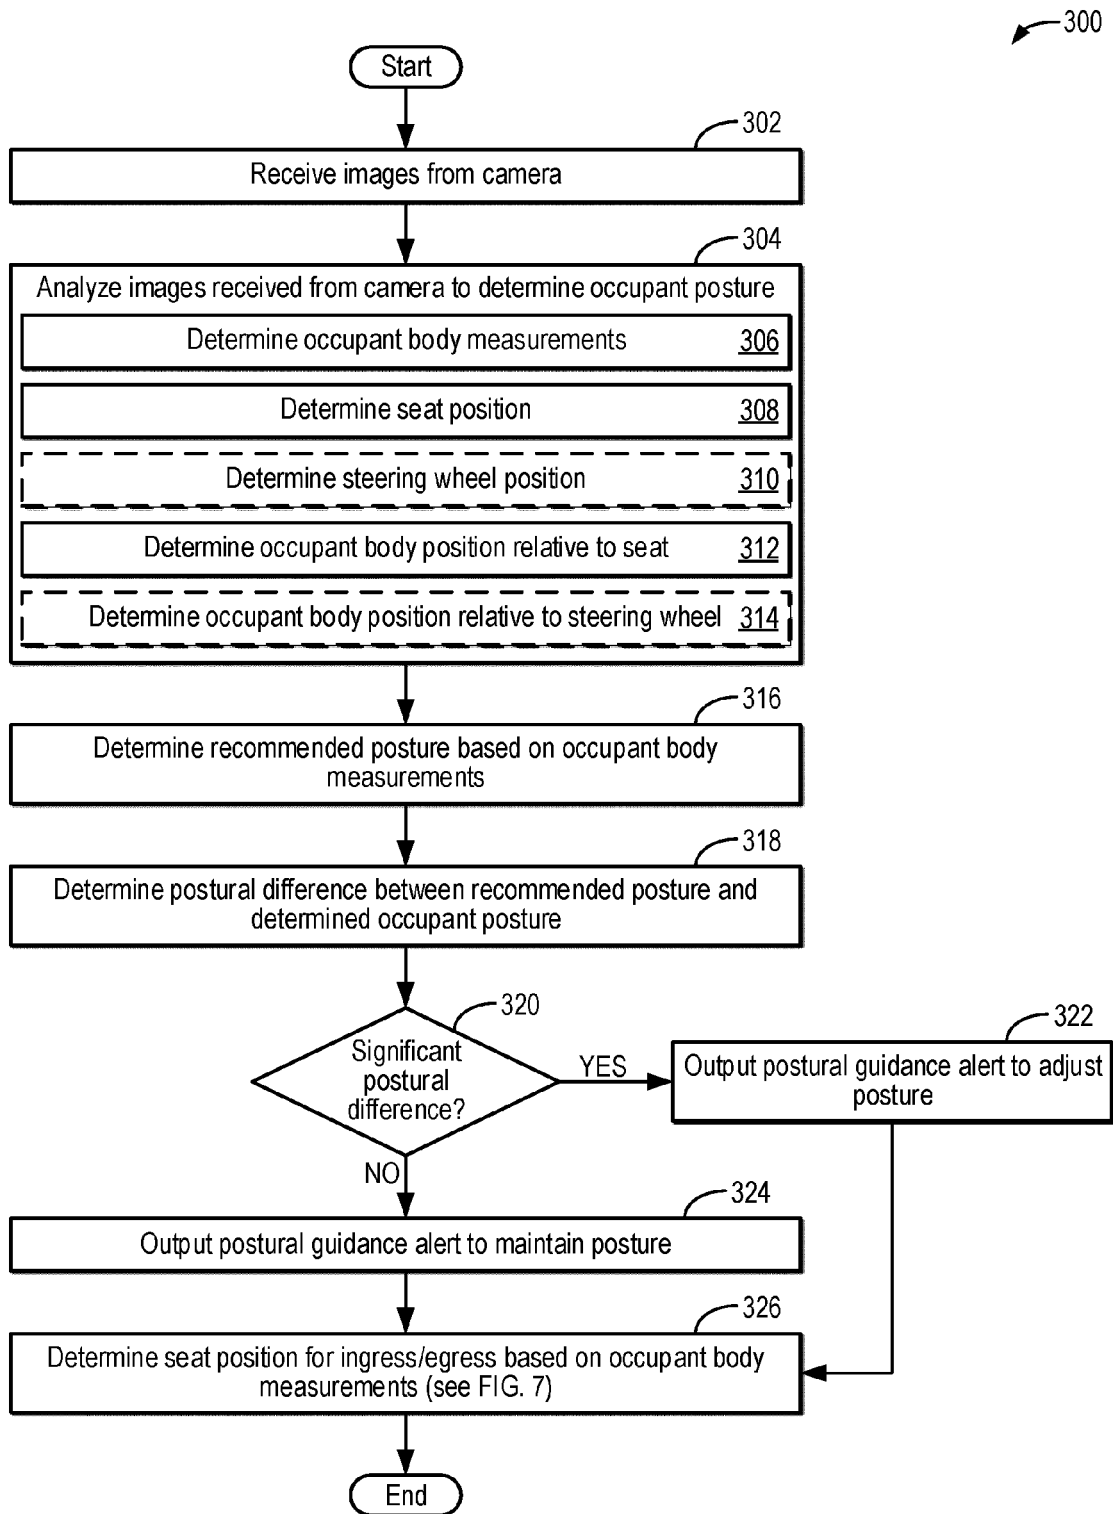 300
Start
302
Receive images from camera
304
Analyze images received from camera to determine occupant posture
Determine occupant body measurements 306
Determine seat position 308
Determine steering wheel position 310
Determine occupant body position relative to seat 312
Determine occupant body position relative to steering wheel 314
316
Determine recommended posture based on occupant body
measurements
318
Determine postural difference between recommended posture and
determined occupant posture
320
Significant
postural
difference?
YES
322
Output postural guidance alert to adjust
posture
NO
324
Output postural guidance alert to maintain posture
326
Determine seat position for ingress/egress based on occupant body
measurements (see FIG. 7)
End